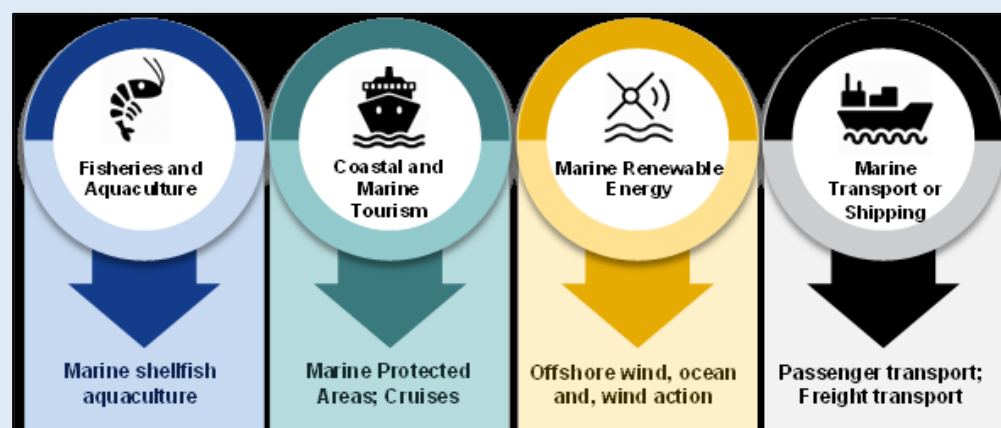 Fisheries and
Aquaculture
Coastal and
Marine
Tourism
Marine Renewable
Energy
Marine
Transport or
Shipping
Marine shellfish
aquaculture
Marine Protected
Areas; Cruises
Offshore wind, ocean
and, wind action
Passenger transport;
Freight transport